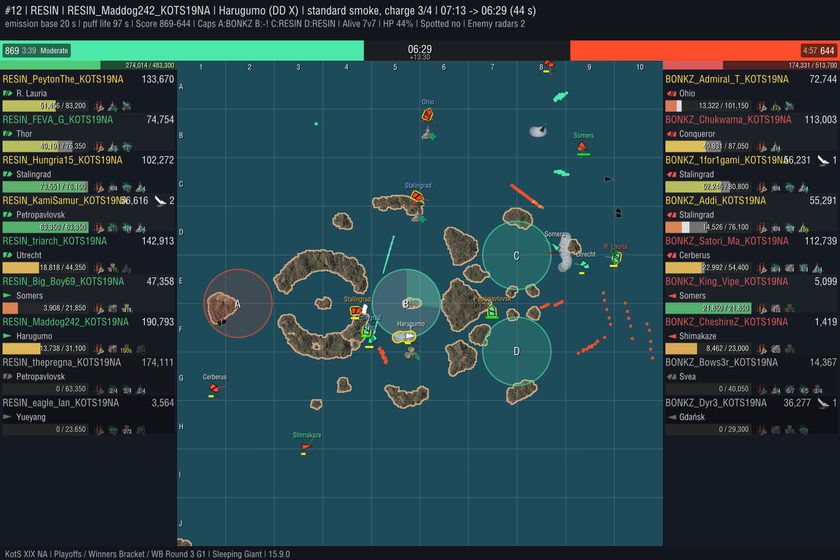 #12 | RESIN | RESIN_Maddog242_KOTS19NA | Harugumo (DD X) | standard smoke, charge 3/4 | 07:13 -> 06:29 (44 s)
emission base 20 s | puff life 97 s | Score 869-644 | Caps A:BONKZ B:-! C:RESIN D:RESIN | Alive 7v7 | HP 44% | Spotted no | Enemy radars 2
869 3:39 Moderate
06:29
+13:30
4:57 644
274,014 / 483,300
174,331 / 513,700
RESIN_PeytonThe_KOTS19NA 133,670
R. Lauria
RESIN_FEVA_G_KOTS19NA 74,754
Thor
RESIN_Hungria15_KOTS19NA 102,272
Stalingrad
73,551 / 76,100
RESIN_KamiSamur_KOTS19NA 2
Petropavlovsk
63,850 / 63,850
RESIN_triarch_KOTS19NA 142,913
Utrecht
18,818 / 44,350
RESIN_Big_Boy69_KOTS19NA 47,358
Somers
3,908 / 21,850
RESIN_Maddog242_KOTS19NA 190,793
Harugumo
13,738 / 31,100
RESIN_thepregna_KOTS19NA 174,111
Petropavlovsk
0 / 63,350
RESIN_eagle_Ian_KOTS19NA 3,564
Yueyang
0 / 23,650
1 2 3 4 5 6 7 8 9 10
A
B
C
D
E
F
G
H
I
J
Ohio
Somers
Stalingrad
Somers
Utrecht
R. Lauria
C
A
B
D
Stalingrad
Petropavlovsk
Harugumo
Cerberus
Shimakaze
BONKZ_Admiral_T_KOTS19NA 72,744
Ohio
13,322 / 101,150
BONKZ_Chukwama_KOTS19NA 113,003
Conqueror
BONKZ_1for1gami_KOTS19NA 1
Stalingrad
BONKZ_Addi_KOTS19NA 55,291
Stalingrad
14,526 / 76,100
BONKZ_Satori_Ma_KOTS19NA 112,739
Cerberus
22,992 / 54,400
BONKZ_King_Vipe_KOTS19NA 5,099
Somers
21,850 / 21,850
BONKZ_CheshireZ_KOTS19NA 1,419
Shimakaze
8,462 / 23,000
BONKZ_Bows3r_KOTS19NA 14,367
Svea
0 / 40,050
BONKZ_Dyr3_KOTS19NA 36,277 1
Gdańsk
0 / 29,300
KotS XIX NA | Playoffs / Winners Bracket / WB Round 3 G1 | Sleeping Giant | 15.9.0